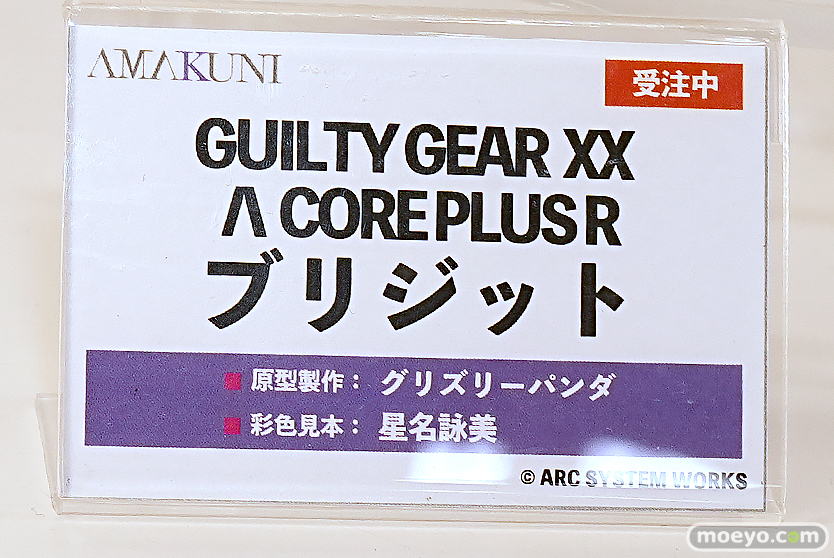 AMAKUNI
受注中
GUILTY GEAR XX
Λ CORE PLUS R
ブリジット
■ 原型製作： グリズリーパンダ
■ 彩色見本： 星名詠美
© ARC SYSTEM WORKS
moeyo.com